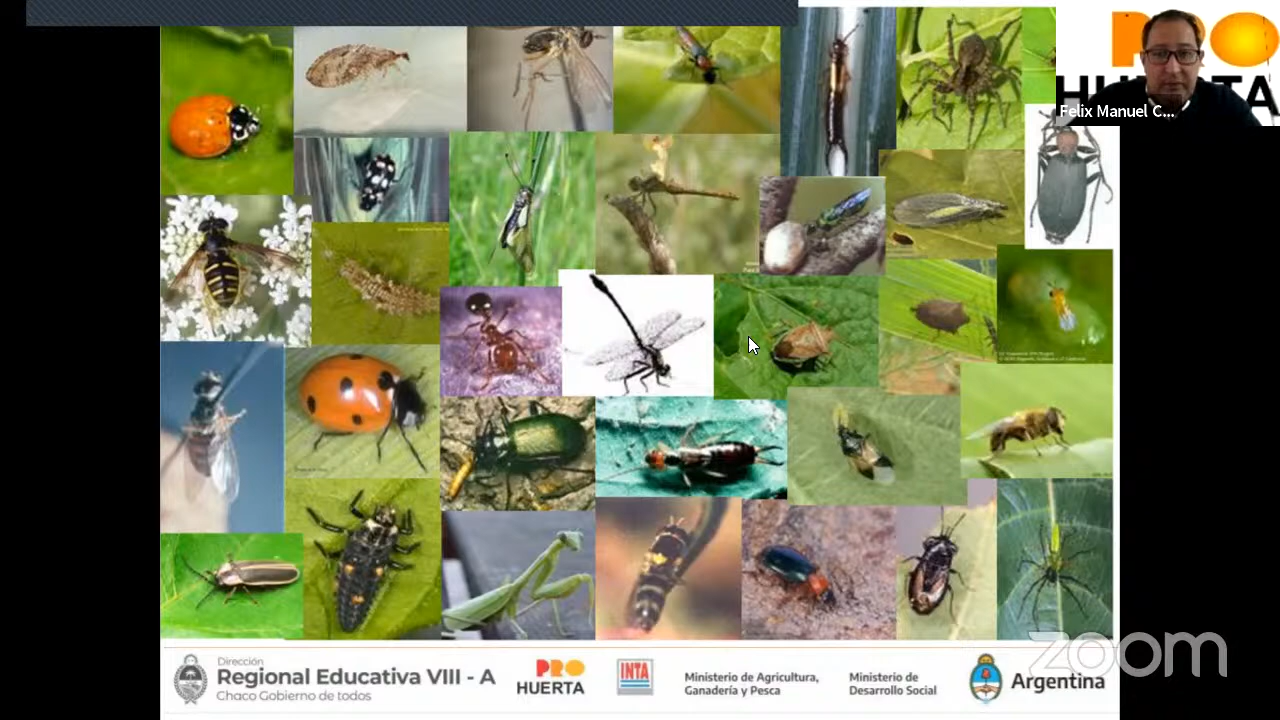 PRO
HUERTA
Felix Manuel C...
Dirección
Regional Educativa VIII - A
Chaco Gobierno de todos
PRO
HUERTA
INTA
Ministerio de Agricultura,
Ganadería y Pesca
Ministerio de
Desarrollo Social
Argentina
zoom